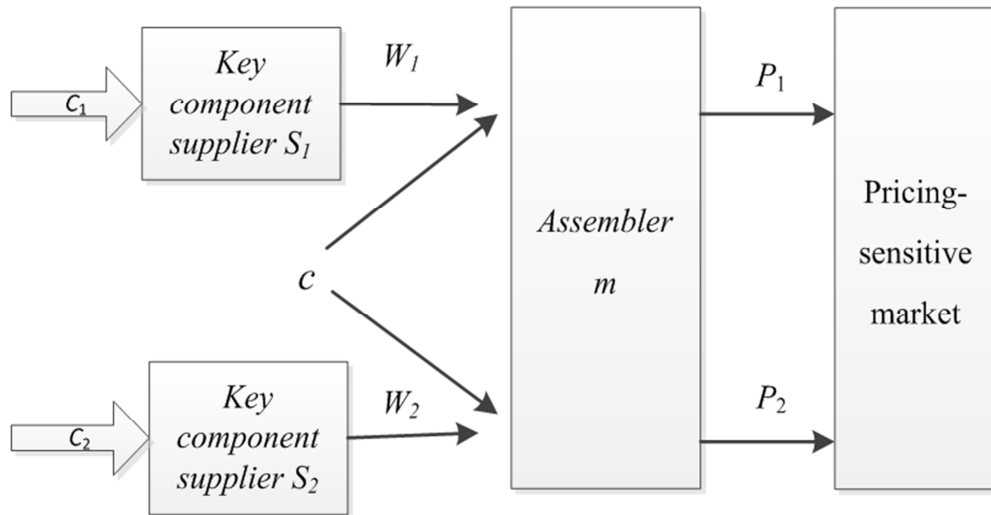 C₁
Key
component
supplier S₁
W₁
c
C₂
Key
component
supplier S₂
W₂
Assembler
m
P₁
P₂
Pricing-
sensitive
market